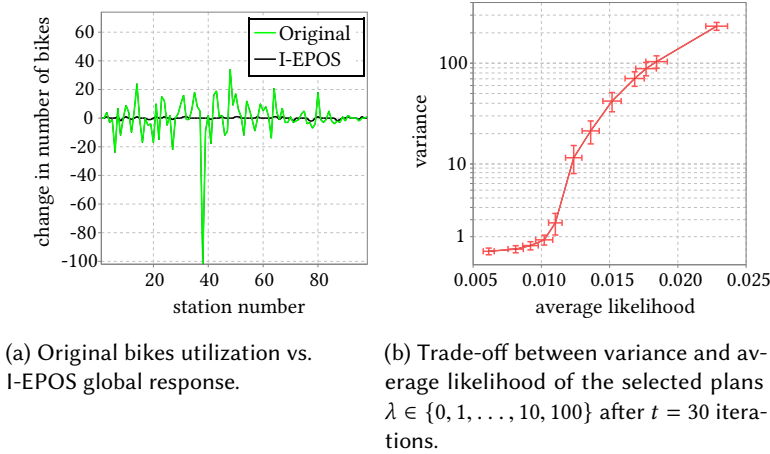 Original
I-EPOS
60
40
20
0
-20
-40
-60
-80
-100
20
40
60
80
change in number of bikes
station number
(a) Original bikes utilization vs.
I-EPOS global response.
100
10
1
0.005
0.010
0.015
0.020
0.025
variance
average likelihood
(b) Trade-off between variance and av-
erage likelihood of the selected plans
λ ∈ {0, 1, . . . , 10, 100} after t = 30 itera-
tions.